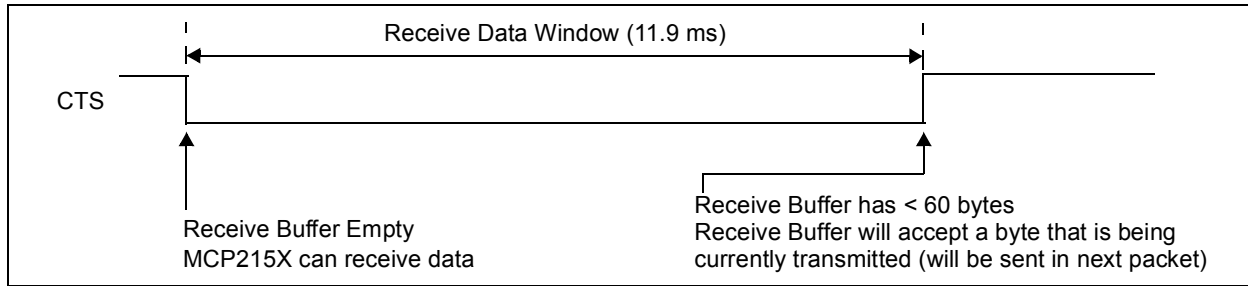 Receive Data Window (11.9 ms)
CTS
Receive Buffer Empty
MCP215X can receive data
Receive Buffer has < 60 bytes
Receive Buffer will accept a byte that is being
currently transmitted (will be sent in next packet)